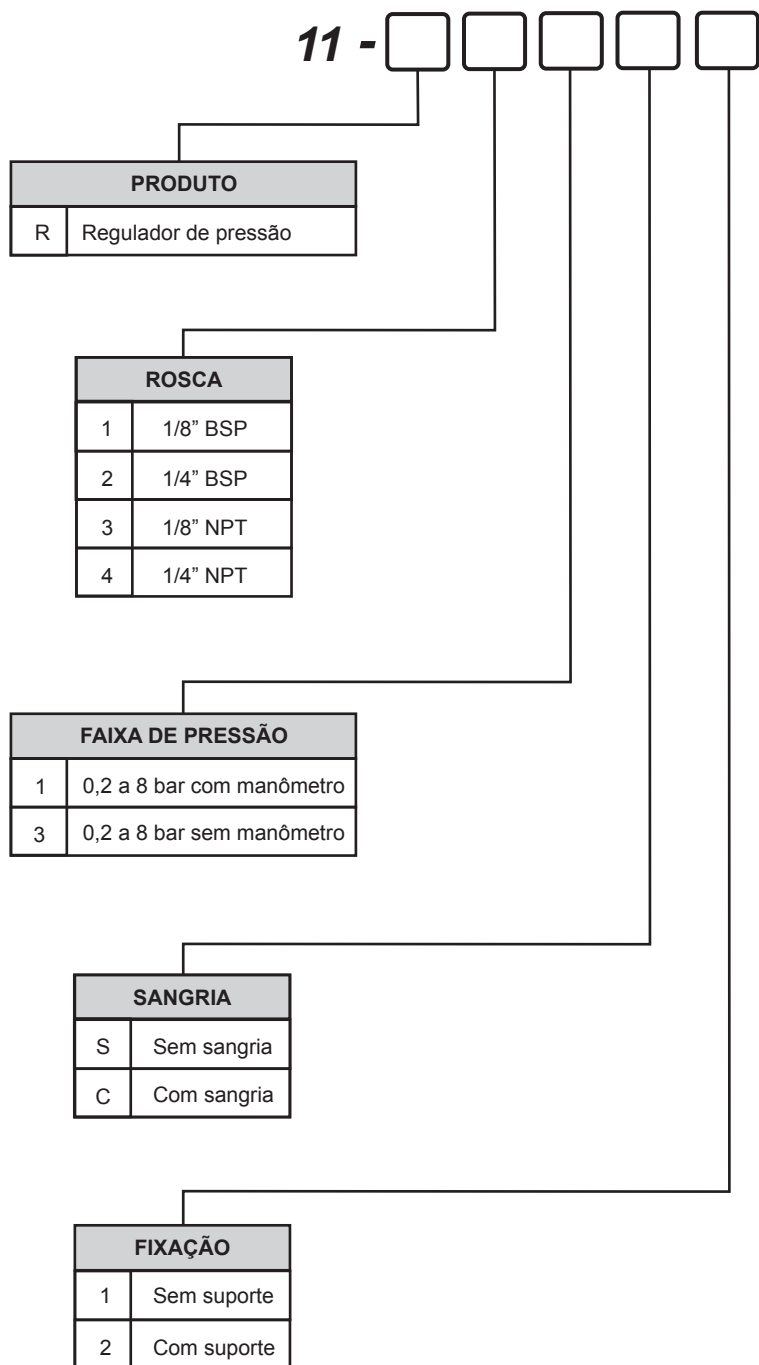 11 -
PRODUTO
R Regulador de pressão
ROSCA
1 1/8” BSP
2 1/4” BSP
3 1/8” NPT
4 1/4” NPT
FAIXA DE PRESSÃO
1 0,2 a 8 bar com manômetro
3 0,2 a 8 bar sem manômetro
SANGRIA
S Sem sangria
C Com sangria
FIXAÇÃO
1 Sem suporte
2 Com suporte